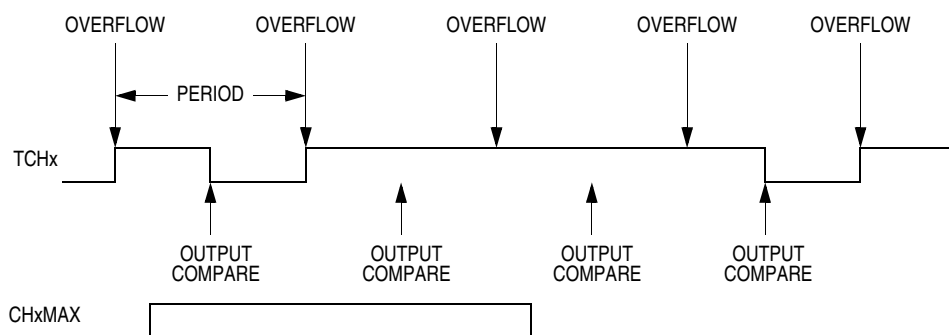 OVERFLOW OVERFLOW OVERFLOW OVERFLOW OVERFLOW
PERIOD
TCHx
OUTPUT COMPARE
OUTPUT COMPARE
OUTPUT COMPARE
OUTPUT COMPARE
CHxMAX